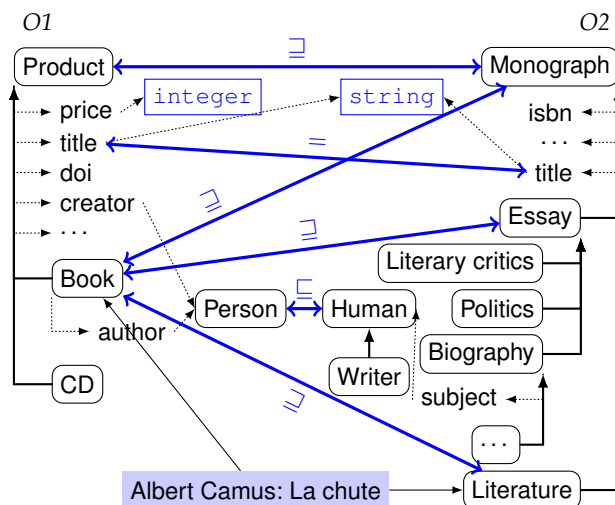 O1 O2
⊒
Product Monograph
price integer string isbn
title = ...
doi title
creator ⊑
... ⊒ Essay
Book Literary critics
⊑
Person Human Politics
author
Biography
CD Writer subject
⊒
...
Albert Camus: La chute Literature